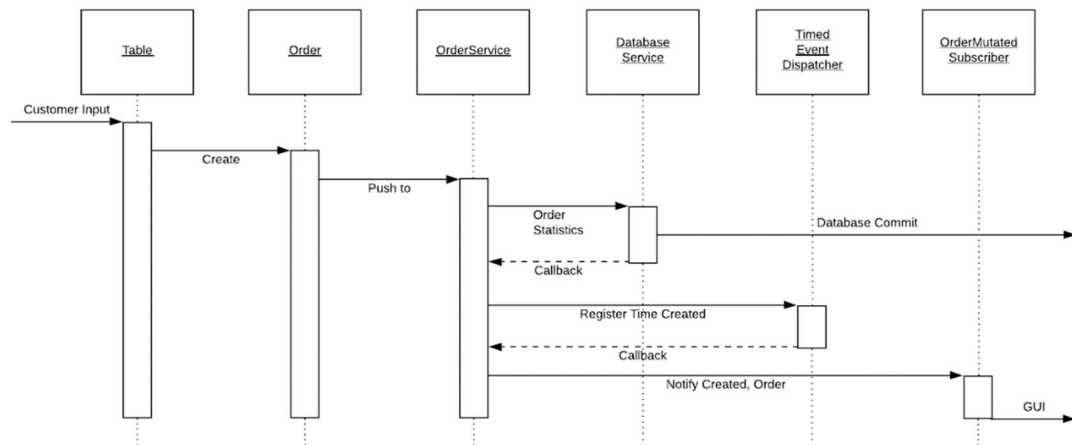 Table
Order
OrderService
Database
Service
Timed
Event
Dispatcher
OrderMutated
Subscriber
Customer Input
Create
Push to
Order
Statistics
Database Commit
Callback
Register Time Created
Callback
Notify Created, Order
GUI